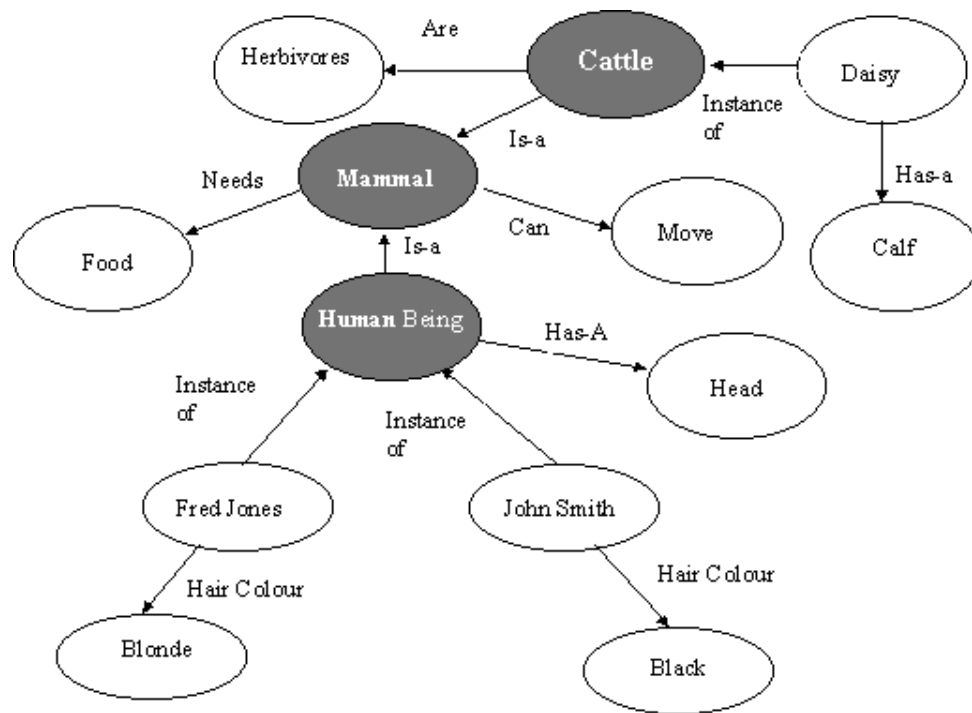 Are
Herbivores
Cattle
Daisy
Instance
of
Is-a
Needs
Mammal
Has-a
Can
Move
Calf
Food
Is-a
Human Being
Has-A
Head
Instance
of
Instance
of
Fred Jones
John Smith
Hair Colour
Hair Colour
Blonde
Black